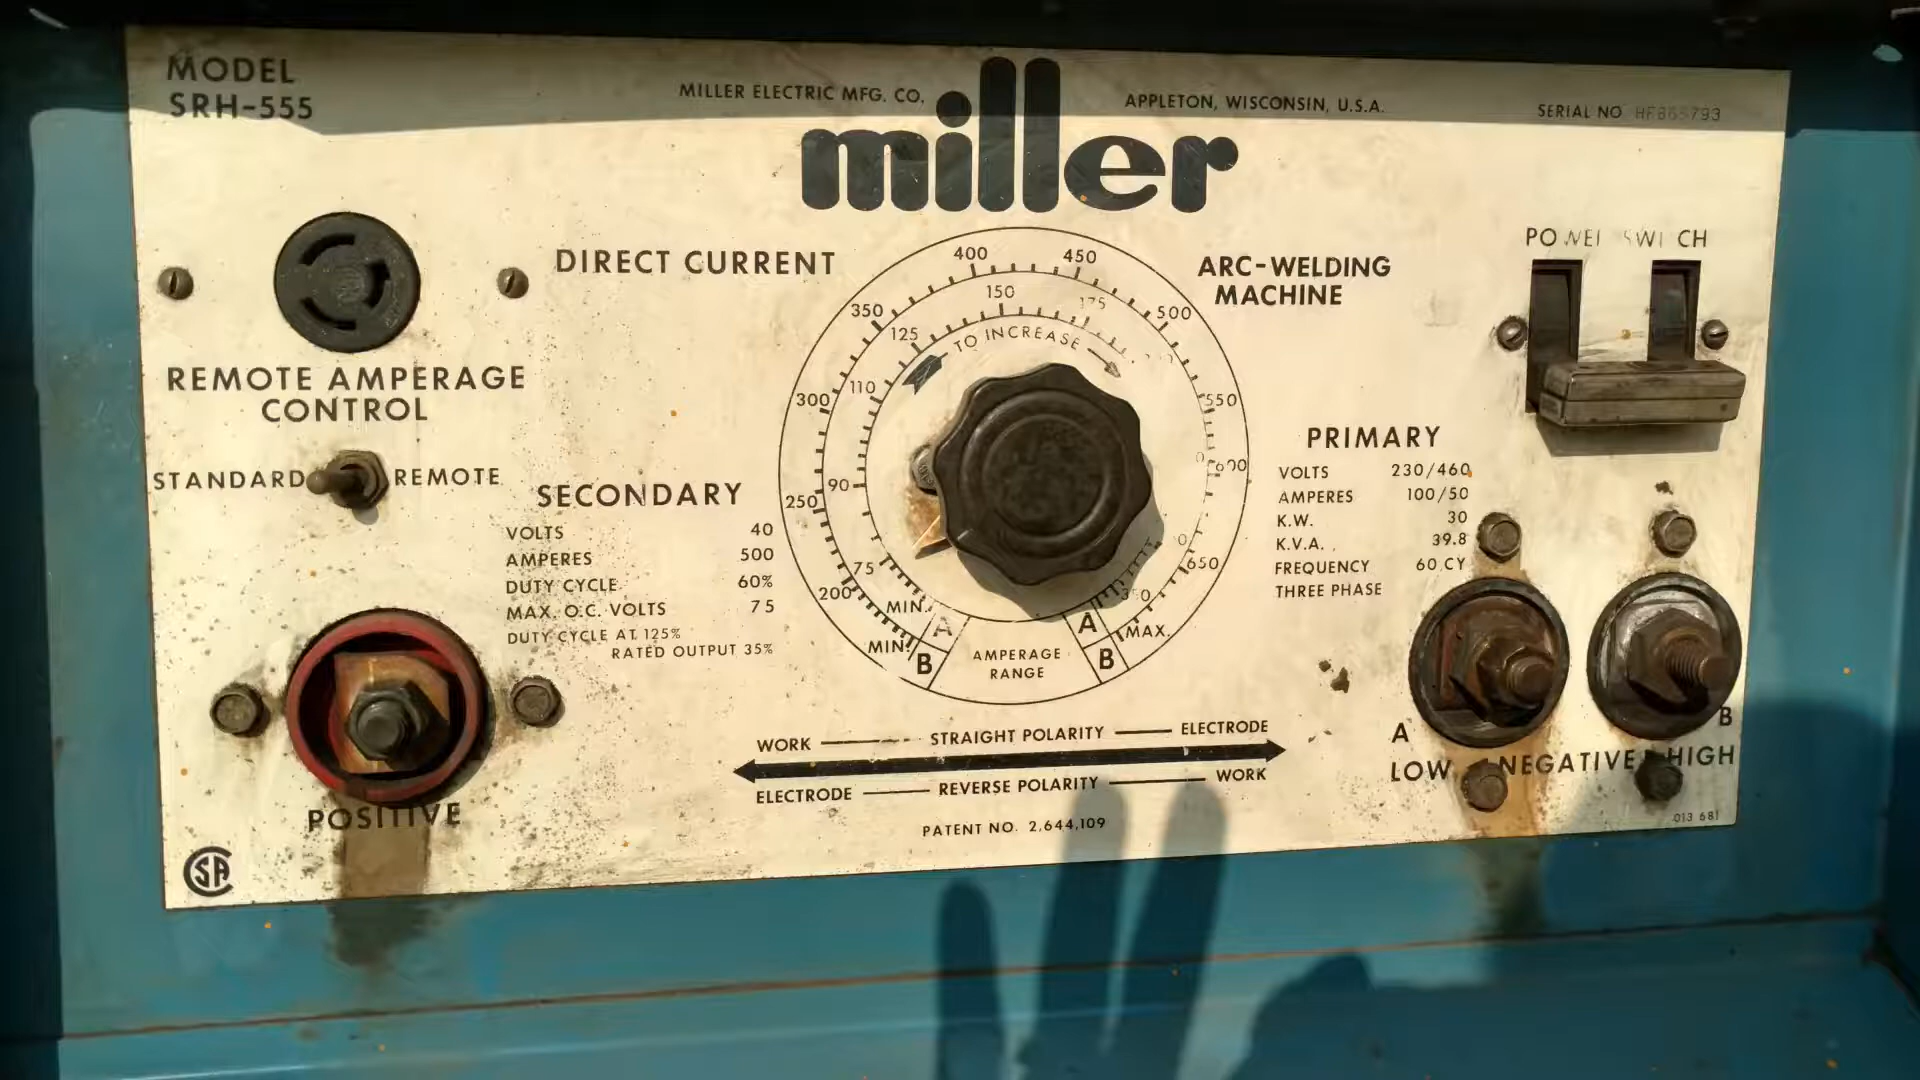 MODEL
SRH-555
MILLER ELECTRIC MFG. CO.
APPLETON, WISCONSIN, U.S.A.
SERIAL NO
miller
DIRECT CURRENT
ARC-WELDING
MACHINE
POWER SWITCH
REMOTE AMPERAGE
CONTROL
STANDARD
REMOTE
SECONDARY
VOLTS 40
AMPERES 500
DUTY CYCLE 60%
MAX. O.C. VOLTS 75
DUTY CYCLE AT 125%
RATED OUTPUT 35%
MIN. 200 250 300 350 400 450 500 550 600 650 MAX.
MIN. 75 90 110 125 150 175
TO INCREASE
A
B
AMPERAGE
RANGE
A
B
PRIMARY
VOLTS 230/460
AMPERES 100/50
K.W. 30
K.V.A. 39.8
FREQUENCY 60 CY
THREE PHASE
WORK STRAIGHT POLARITY ELECTRODE
ELECTRODE REVERSE POLARITY WORK
PATENT NO. 2,644,109
POSITIVE
A
B
LOW NEGATIVE HIGH
013 681
CSA